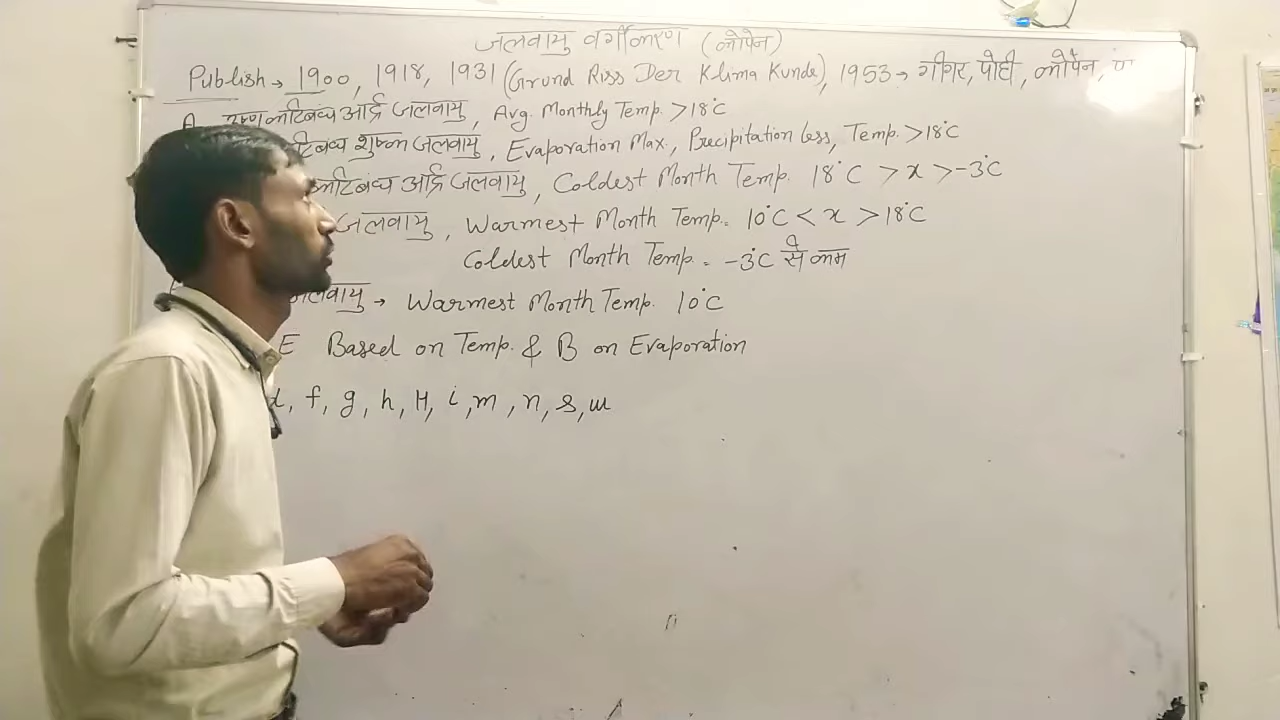 जलवायु वर्गीकरण (कोपेन)
Publish → 1900, 1918, 1931 (Grund Riss Der Klima Kunde), 1953 → गीगर, पोही, कोपेन,
A उष्णकटिबंध आर्द्र जलवायु, Avg. Monthly Temp. >18°C
टिबंध शुष्क जलवायु, Evaporation Max., Precipitation less, Temp. >18°C
कटिबंध आर्द्र जलवायु, Coldest Month Temp. 18°C > x > -3°C
जलवायु, Warmest Month Temp. 10°C < x > 18°C
Coldest Month Temp. = -3°C से कम
जलवायु → Warmest Month Temp. 10°C
E Based on Temp. & B on Evaporation
d, f, g, h, H, i, m, n, s, w